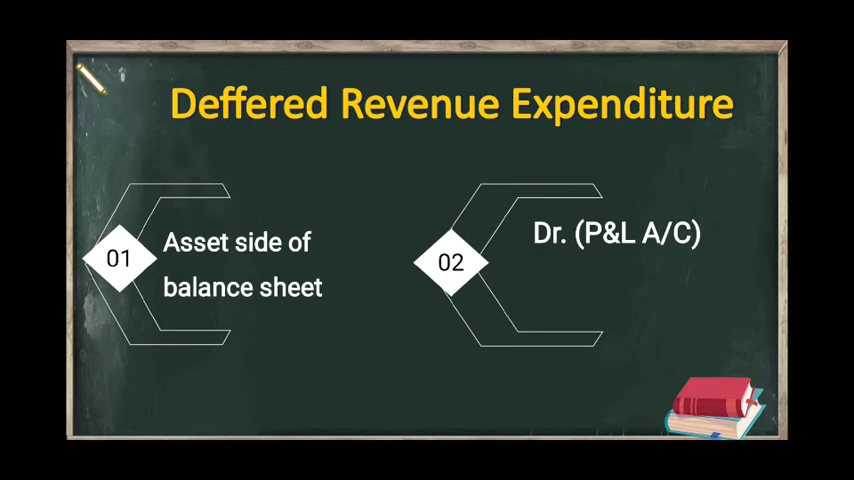 Deffered Revenue Expenditure
01
Asset side of
balance sheet
02
Dr. (P&L A/C)